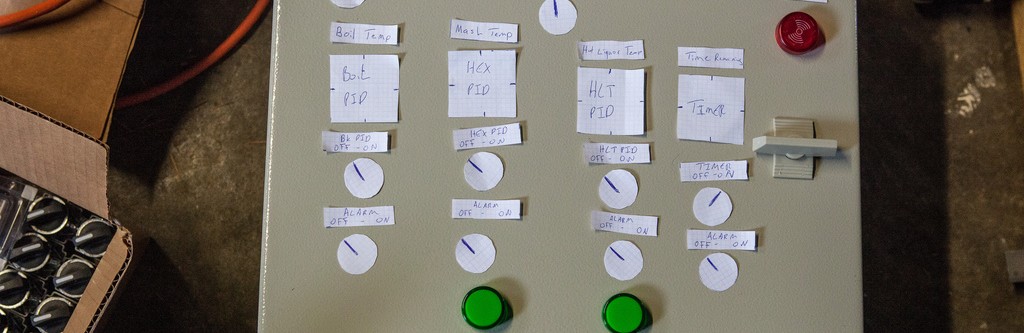 Boil Temp
Mash Temp
Hot Liquor Temp
Time Remaining
Boil
PID
HEX
PID
HLT
PID
TIMER
BL PID
OFF - ON
HEX PID
OFF - ON
HLT PID
OFF - ON
TIMER
OFF - ON
ALARM
OFF - ON
ALARM
OFF - ON
ALARM
OFF - ON
ALARM
OFF - ON